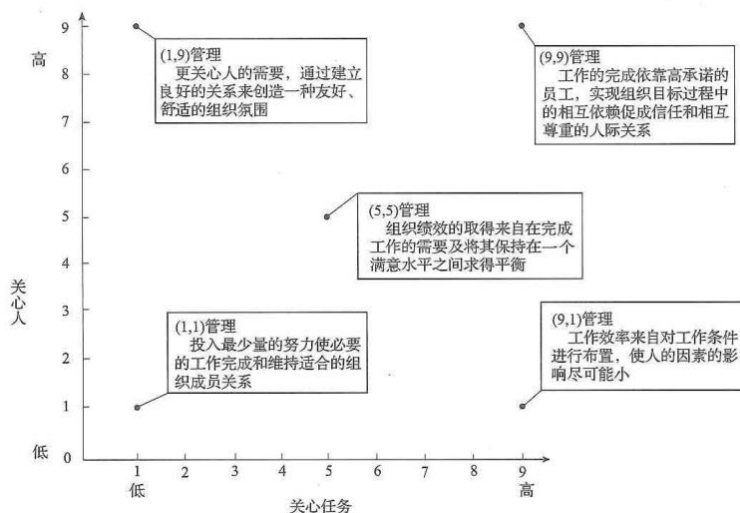 9
高
8
7
6
5
4
关心人
3
2
1
低
0
(1,9)管理
更关心人的需要，通过建立
良好的关系来创造一种友好、
舒适的组织氛围
(9,9)管理
工作的完成依靠高承诺的
员工，实现组织目标过程中
的相互依赖促成信任和相互
尊重的人际关系
(5,5)管理
组织绩效的取得来自在完成
工作的需要及将其保持在一个
满意水平之间求得平衡
(1,1)管理
投入最少量的努力使必要
的工作完成和维持适合的组
织成员关系
(9,1)管理
工作效率来自对工作条件
进行布置，使人的因素的影
响尽可能小
1 2 3 4 5 6 7 8 9
低 高
关心任务